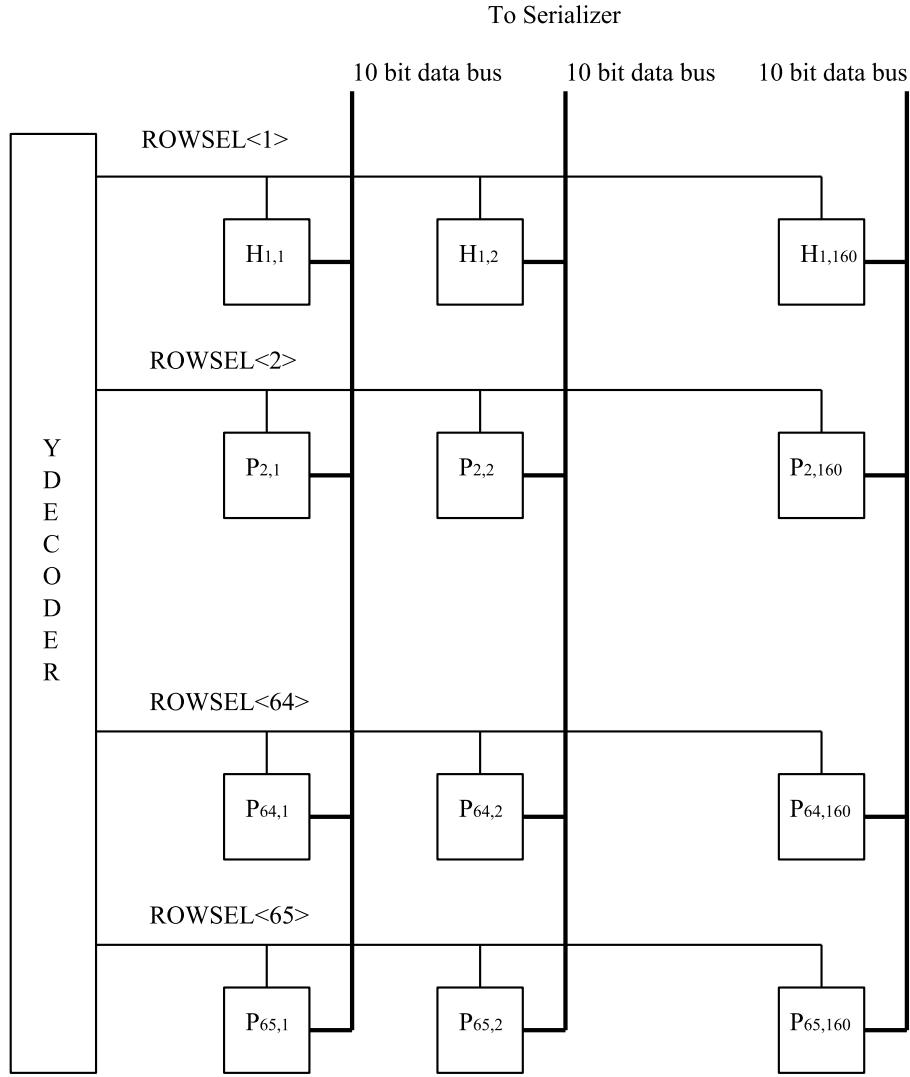 To Serializer
10 bit data bus 10 bit data bus 10 bit data bus
ROWSEL<1>
H1,1 H1,2 H1,160
ROWSEL<2>
P2,1 P2,2 P2,160
Y
D
E
C
O
D
E
R
ROWSEL<64>
P64,1 P64,2 P64,160
ROWSEL<65>
P65,1 P65,2 P65,160